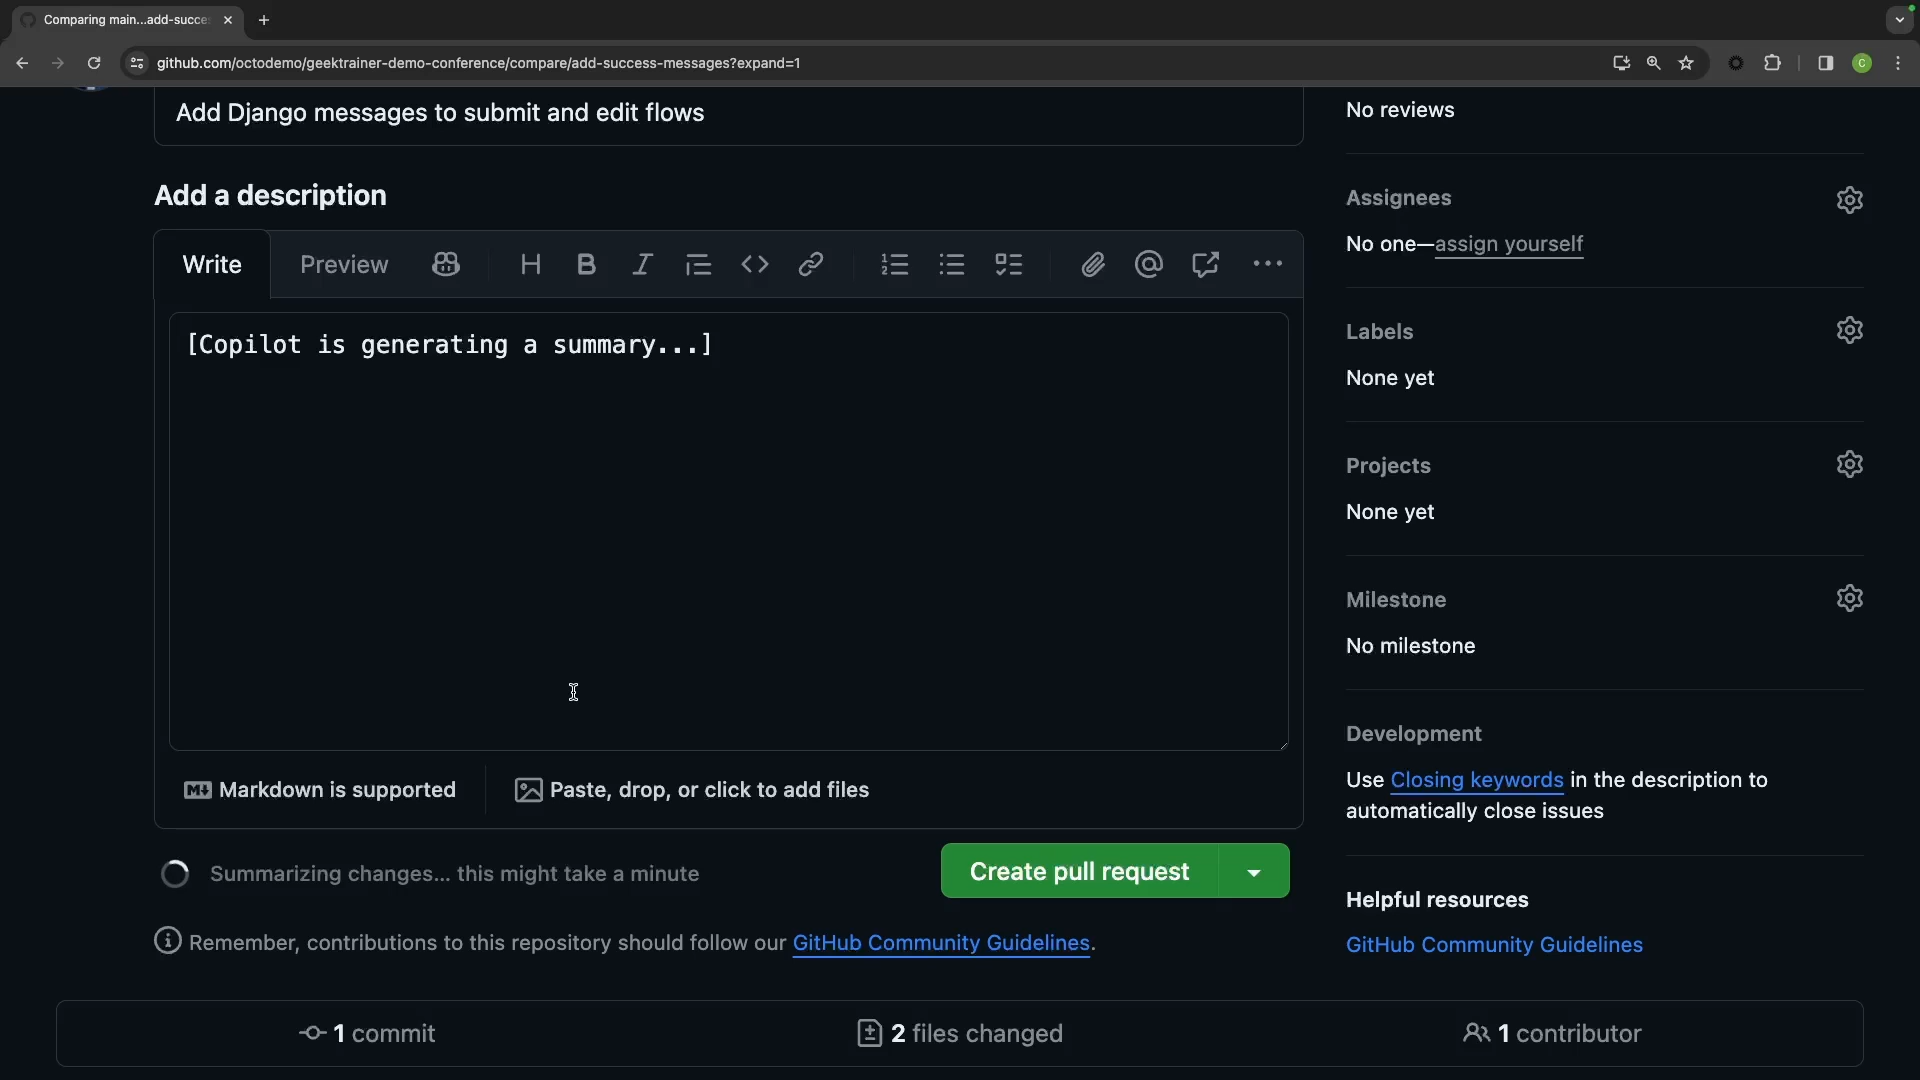 Comparing main...add-succe
github.com/octodemo/geektrainer-demo-conference/compare/add-success-messages?expand=1
C
Add Django messages to submit and edit flows
No reviews
Add a description
Assignees
No one—assign yourself
Write
Preview
[Copilot is generating a summary...]
Labels
None yet
Projects
None yet
Milestone
No milestone
Development
Use Closing keywords in the description to
automatically close issues
Markdown is supported
Paste, drop, or click to add files
Summarizing changes... this might take a minute
Create pull request
Helpful resources
GitHub Community Guidelines
Remember, contributions to this repository should follow our GitHub Community Guidelines.
1 commit
2 files changed
1 contributor